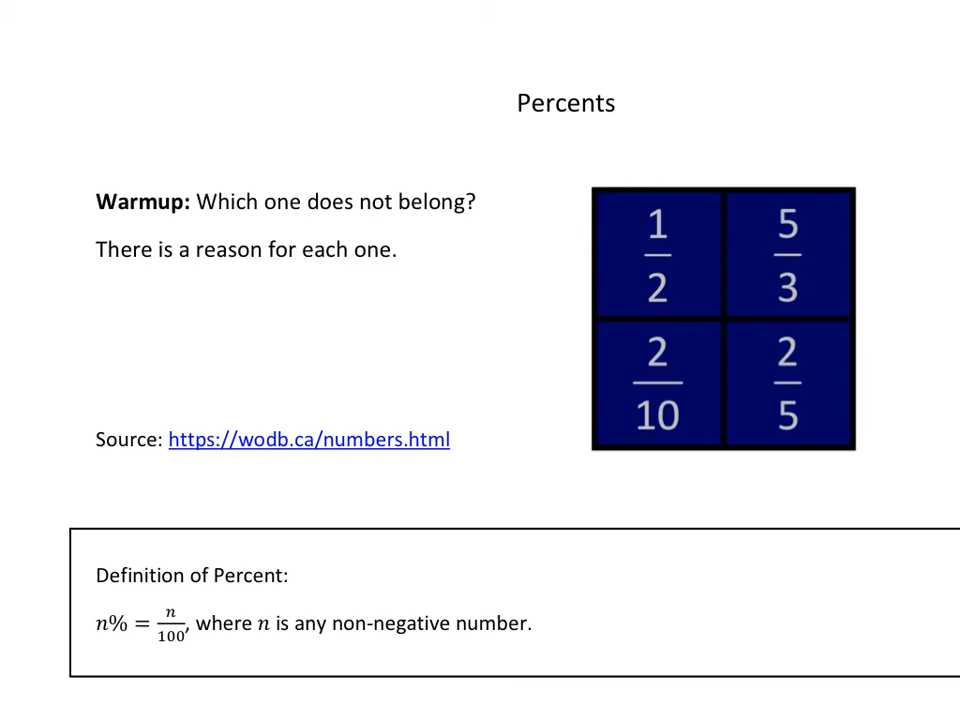 Percents
Warmup: Which one does not belong?
There is a reason for each one.
1/2 5/3
2/10 2/5
Source: https://wodb.ca/numbers.html
Definition of Percent:
n% = n/100, where n is any non-negative number.